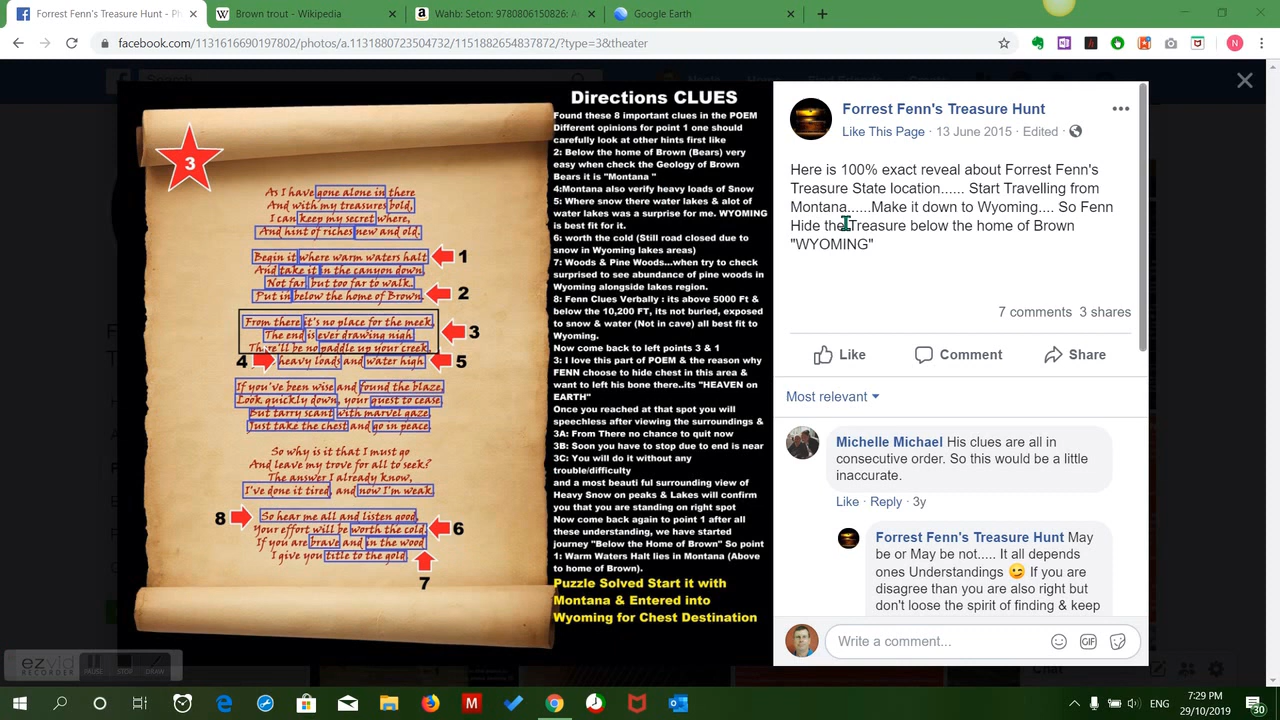 Forrest Fenn's Treasure Hunt - Ph
Brown trout - Wikipedia
Wahb: Seton: 9780806150826: A
Google Earth
facebook.com/1131616690197802/photos/a.1131810723504732/1151882654837872/?type=3&theater
3
As I have gone alone in there
And with my treasures bold,
I can keep my secret where,
And hint of riches new and old.
Begin it where warm waters halt
And take it in the canyon down,
Not far, but too far to walk.
Put in below the home of Brown.
From there it's no place for the meek,
The end is ever drawing nigh;
There'll be no paddle up your creek,
heavy loads and water high.
If you've been wise and found the blaze,
Look quickly down, your quest to cease,
But tarry scant with marvel gaze,
Just take the chest and go in peace.
So why is it that I must go
And leave my trove for all to seek?
The answer I already know,
I've done it tired, and now I'm weak.
So hear me all and listen good,
Your effort will be worth the cold.
If you are brave and in the wood
I give you title to the gold.
1
2
3
4
5
8
6
7
Directions CLUES
Found these 8 important clues in the POEM
Different opinions for point 1 one should
carefully look at other hints first like
2: Below the home of Brown (Bears) very
easy when check the Geology of Brown
Bears it is "Montana "
4:Montana also verify heavy loads of Snow
5: Where snow there water lakes & alot of
water lakes was a surprise for me. WYOMING
is best fit for it.
6: worth the cold (Still road closed due to
snow in Wyoming lakes areas)
7: Woods & Pine Woods...when try to check
surprised to see abundance of pine woods in
Wyoming alongside lakes region.
8: Fenn Clues Verbally : its above 5000 Ft &
below the 10,200 FT, its not buried, exposed
to snow & water (Not in cave) all best fit to
Wyoming.
Now come back to left points 3 & 1
3: I love this part of POEM & the reason why
FENN choose to hide chest in this area &
want to left his bone there..its "HEAVEN on
EARTH"
Once you reached at that spot you will
speechless after viewing the surroundings &
3A: From There no chance to quit now
3B: Soon you have to stop due to end is near
3C: You will do it without any
trouble/difficulty
and a most beauti ful surrounding view of
Heavy Snow on peaks & Lakes will confirm
you that you are standing on right spot
Now come back again to point 1 after all
these understanding, we have started
journey "Below the Home of Brown" So point
1: Warm Waters Halt lies in Montana (Above
to home of Brown).
Puzzle Solved Start it with
Montana & Entered into
Wyoming for Chest Destination
Forrest Fenn's Treasure Hunt
Like This Page · 13 June 2015 · Edited ·
Here is 100% exact reveal about Forrest Fenn's
Treasure State location...... Start Travelling from
Montana......Make it down to Wyoming.... So Fenn
Hide the Treasure below the home of Brown
"WYOMING"
7 comments 3 shares
Like Comment Share
Most relevant
Michelle Michael His clues are all in
consecutive order. So this would be a little
inaccurate.
Like · Reply · 3y
Forrest Fenn's Treasure Hunt May
be or May be not..... It all depends
ones Understandings 😉 If you are
disagree than you are also right but
don't loose the spirit of finding & keep
Write a comment...
GIF
ezvid
RECORDER
PAUSE STOP DRAW
Chat
ENG
7:29 PM
29/10/2019
30